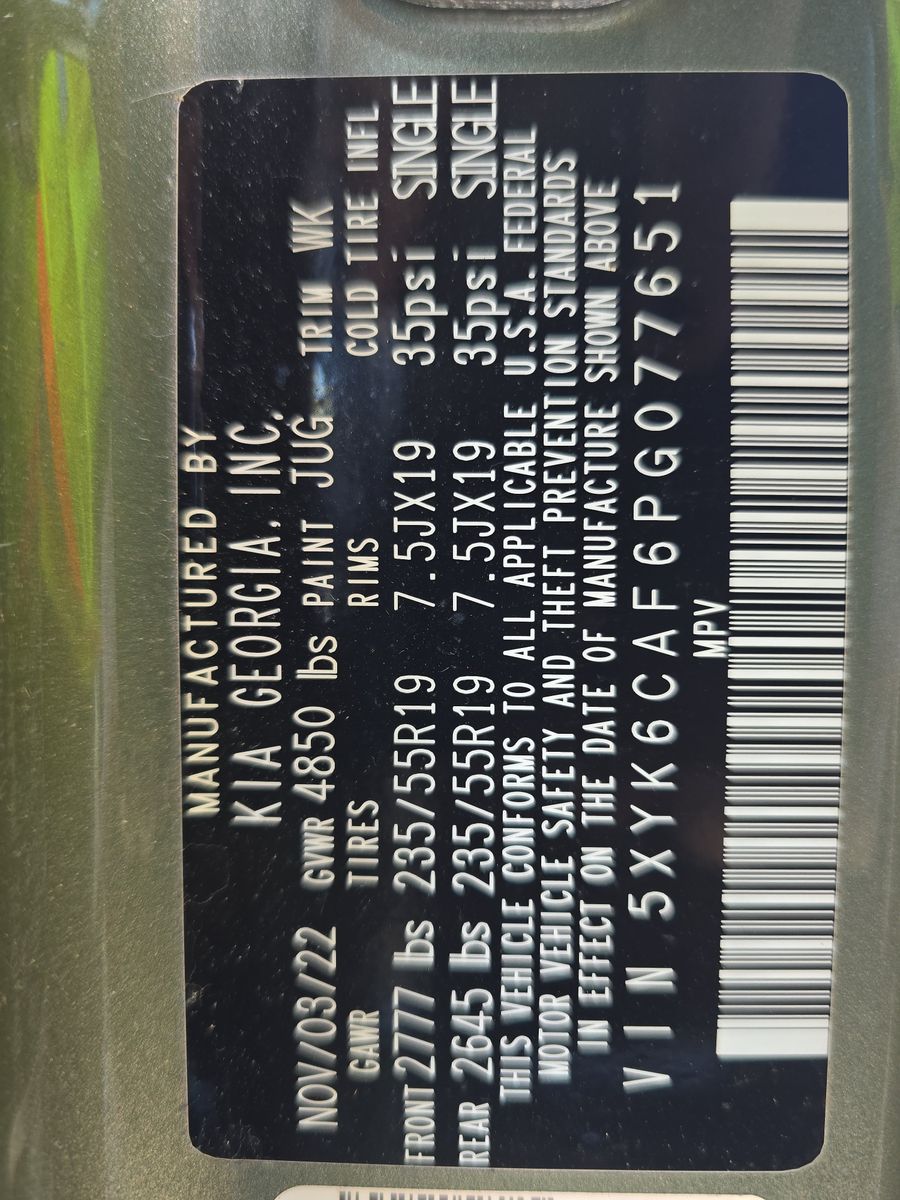 MANUFACTURED BY
KIA GEORGIA, INC.
NOV/03/22 GVWR 4850 lbs PAINT JUG TRIM WK
GAWR TIRES RIMS COLD TIRE INFL
FRONT 2777 lbs 235/55R19 7.5JX19 35psi SINGLE
REAR 2645 lbs 235/55R19 7.5JX19 35psi SINGLE
THIS VEHICLE CONFORMS TO ALL APPLICABLE U.S.A. FEDERAL
MOTOR VEHICLE SAFETY AND THEFT PREVENTION STANDARDS
IN EFFECT ON THE DATE OF MANUFACTURE SHOWN ABOVE
VIN 5XYK6CAF6PG077651
MPV